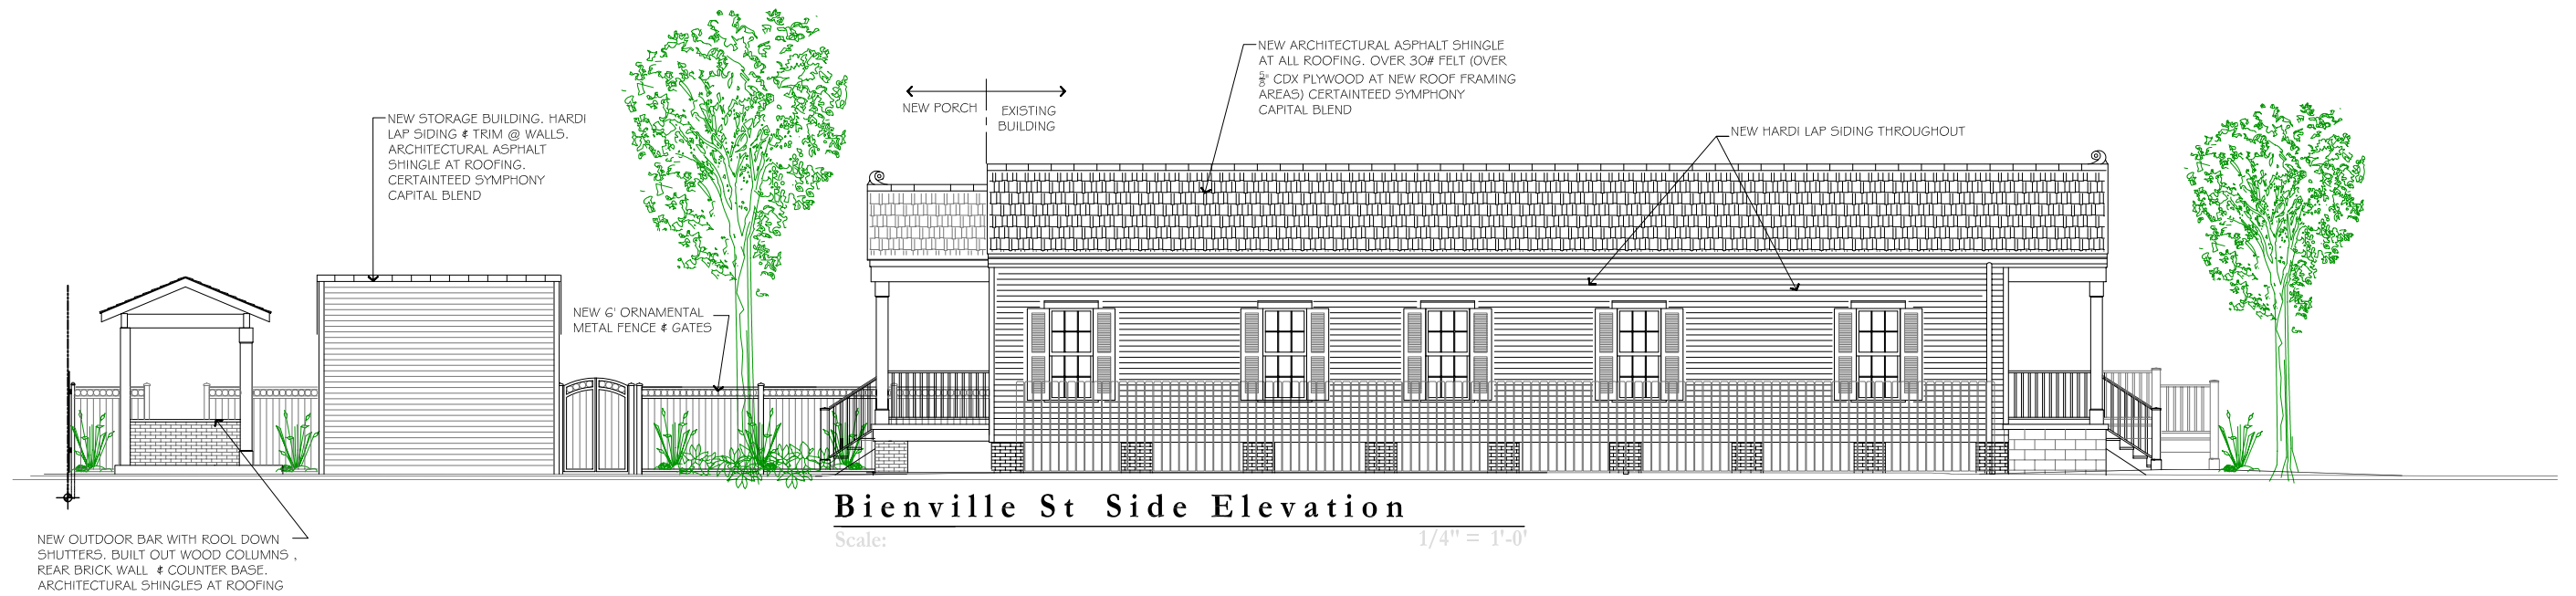 NEW ARCHITECTURAL ASPHALT SHINGLE
AT ALL ROOFING. OVER 30# FELT (OVER
5/8" CDX PLYWOOD AT NEW ROOF FRAMING
AREAS) CERTAINTEED SYMPHONY
CAPITAL BLEND
NEW PORCH
EXISTING
BUILDING
NEW STORAGE BUILDING. HARDI
LAP SIDING & TRIM @ WALLS.
ARCHITECTURAL ASPHALT
SHINGLE AT ROOFING.
CERTAINTEED SYMPHONY
CAPITAL BLEND
NEW HARDI LAP SIDING THROUGHOUT
NEW 6' ORNAMENTAL
METAL FENCE & GATES
Bienville St Side Elevation
Scale: 1/4" = 1'-0'
NEW OUTDOOR BAR WITH ROOL DOWN
SHUTTERS. BUILT OUT WOOD COLUMNS ,
REAR BRICK WALL & COUNTER BASE.
ARCHITECTURAL SHINGLES AT ROOFING